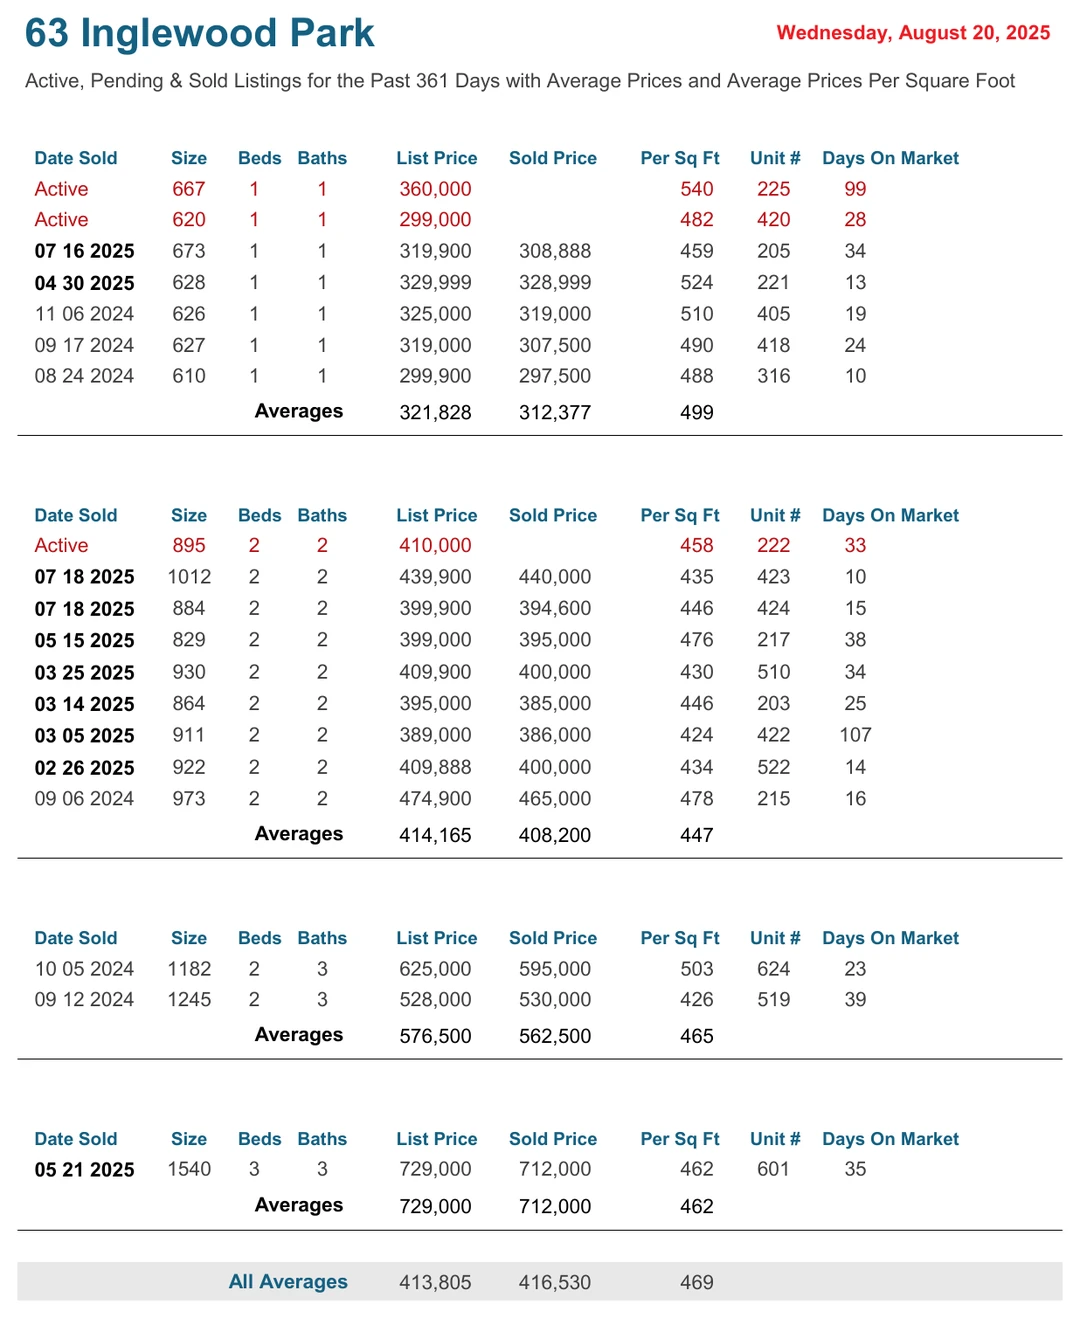 63 Inglewood Park
Wednesday, August 20, 2025
Active, Pending & Sold Listings for the Past 361 Days with Average Prices and Average Prices Per Square Foot
Date Sold Size Beds Baths List Price Sold Price Per Sq Ft Unit # Days On Market
Active 667 1 1 360,000 540 225 99
Active 620 1 1 299,000 482 420 28
07 16 2025 673 1 1 319,900 308,888 459 205 34
04 30 2025 628 1 1 329,999 328,999 524 221 13
11 06 2024 626 1 1 325,000 319,000 510 405 19
09 17 2024 627 1 1 319,000 307,500 490 418 24
08 24 2024 610 1 1 299,900 297,500 488 316 10
Averages 321,828 312,377 499
Date Sold Size Beds Baths List Price Sold Price Per Sq Ft Unit # Days On Market
Active 895 2 2 410,000 458 222 33
07 18 2025 1012 2 2 439,900 440,000 435 423 10
07 18 2025 884 2 2 399,900 394,600 446 424 15
05 15 2025 829 2 2 399,000 395,000 476 217 38
03 25 2025 930 2 2 409,900 400,000 430 510 34
03 14 2025 864 2 2 395,000 385,000 446 203 25
03 05 2025 911 2 2 389,000 386,000 424 422 107
02 26 2025 922 2 2 409,888 400,000 434 522 14
09 06 2024 973 2 2 474,900 465,000 478 215 16
Averages 414,165 408,200 447
Date Sold Size Beds Baths List Price Sold Price Per Sq Ft Unit # Days On Market
10 05 2024 1182 2 3 625,000 595,000 503 624 23
09 12 2024 1245 2 3 528,000 530,000 426 519 39
Averages 576,500 562,500 465
Date Sold Size Beds Baths List Price Sold Price Per Sq Ft Unit # Days On Market
05 21 2025 1540 3 3 729,000 712,000 462 601 35
Averages 729,000 712,000 462
All Averages 413,805 416,530 469